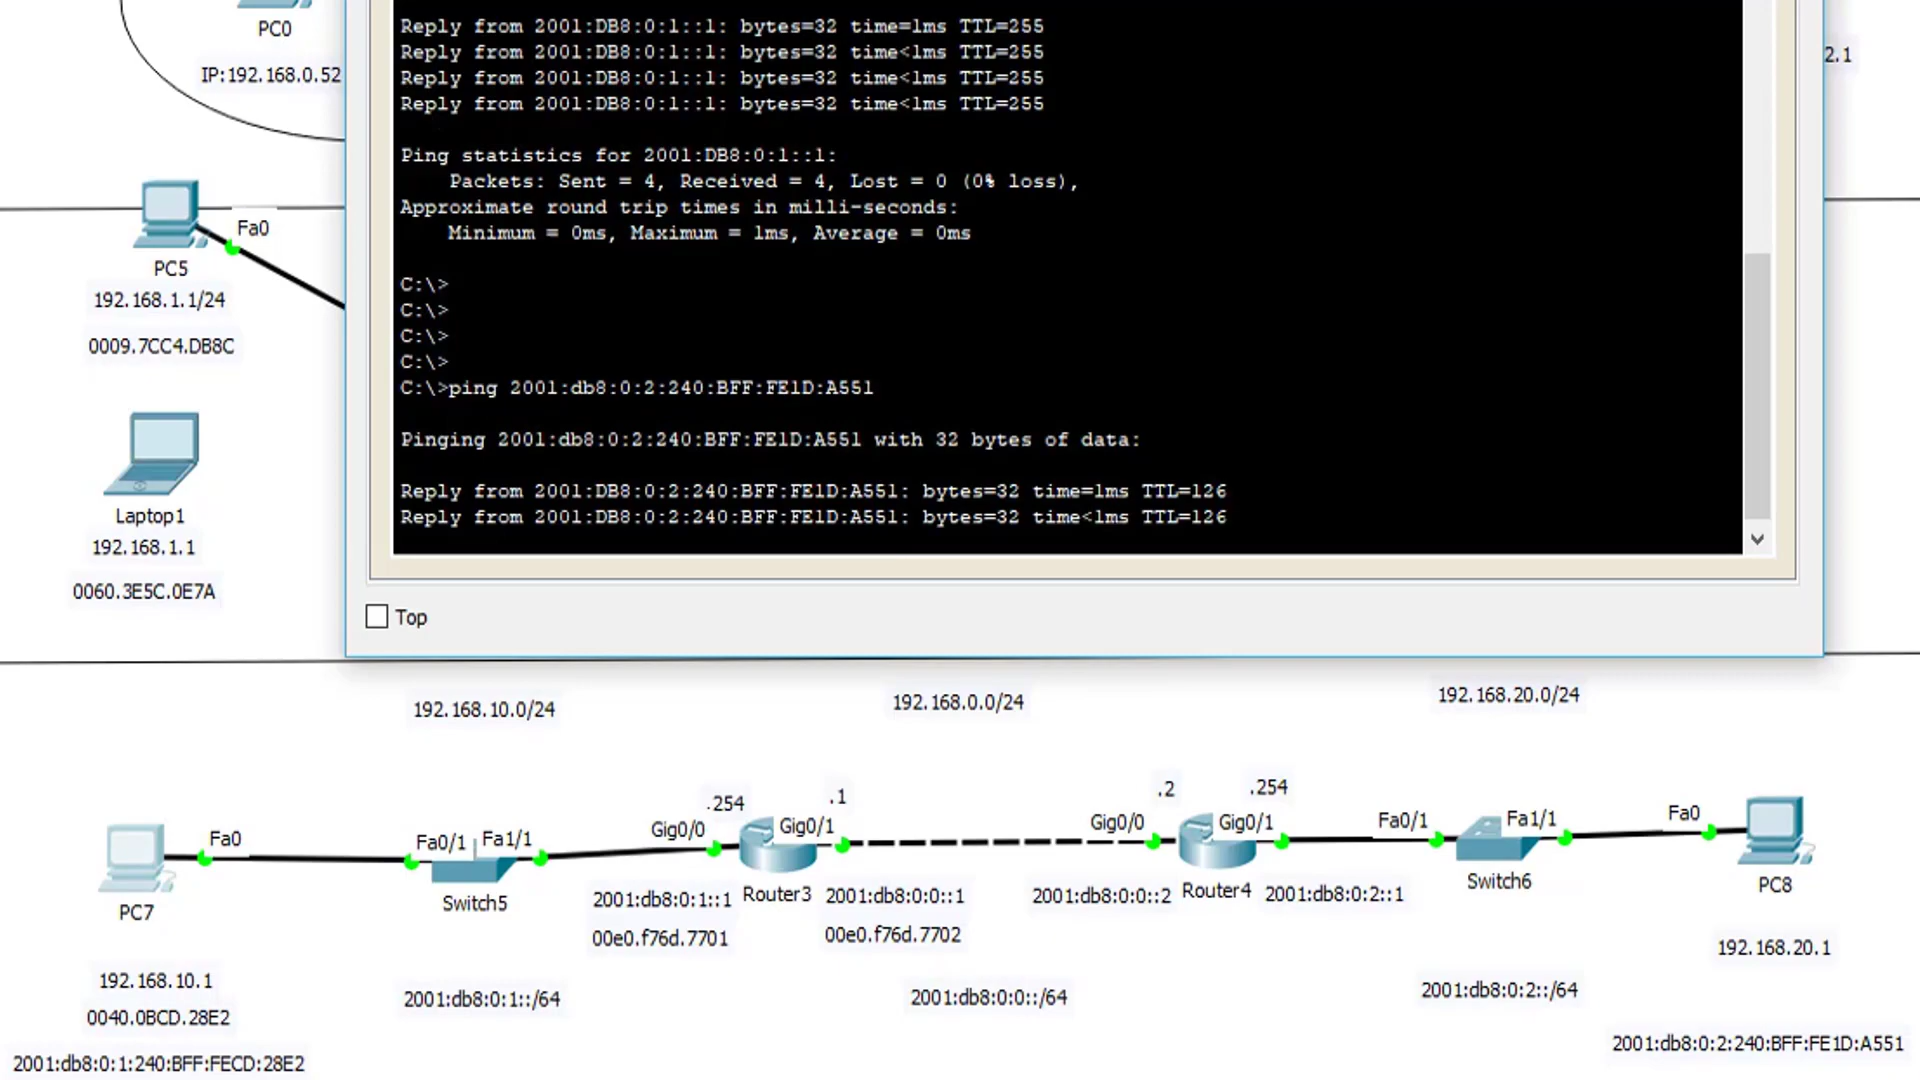 PC0
IP:192.168.0.52
2.1
Reply from 2001:DB8:0:1::1: bytes=32 time=1ms TTL=255
Reply from 2001:DB8:0:1::1: bytes=32 time<1ms TTL=255
Reply from 2001:DB8:0:1::1: bytes=32 time<1ms TTL=255
Reply from 2001:DB8:0:1::1: bytes=32 time<1ms TTL=255
Ping statistics for 2001:DB8:0:1::1:
Packets: Sent = 4, Received = 4, Lost = 0 (0% loss),
Approximate round trip times in milli-seconds:
Minimum = 0ms, Maximum = 1ms, Average = 0ms
C:\>
C:\>
C:\>
C:\>
C:\>ping 2001:db8:0:2:240:BFF:FE1D:A551
Pinging 2001:db8:0:2:240:BFF:FE1D:A551 with 32 bytes of data:
Reply from 2001:DB8:0:2:240:BFF:FE1D:A551: bytes=32 time=1ms TTL=126
Reply from 2001:DB8:0:2:240:BFF:FE1D:A551: bytes=32 time<1ms TTL=126
Top
Fa0
PC5
192.168.1.1/24
0009.7CC4.DB8C
Laptop1
192.168.1.1
0060.3E5C.0E7A
192.168.10.0/24
192.168.0.0/24
192.168.20.0/24
.254
.1
.2
.254
Fa0
Fa0/1
Fa1/1
Gig0/0
Gig0/1
Gig0/0
Gig0/1
Fa0/1
Fa1/1
Fa0
PC7
Switch5
2001:db8:0:1::1
Router3
2001:db8:0:0::1
2001:db8:0:0::2
Router4
2001:db8:0:2::1
Switch6
PC8
00e0.f76d.7701
00e0.f76d.7702
192.168.20.1
192.168.10.1
0040.0BCD.28E2
2001:db8:0:1::/64
2001:db8:0:0::/64
2001:db8:0:2::/64
2001:db8:0:1:240:BFF:FECD:28E2
2001:db8:0:2:240:BFF:FE1D:A551